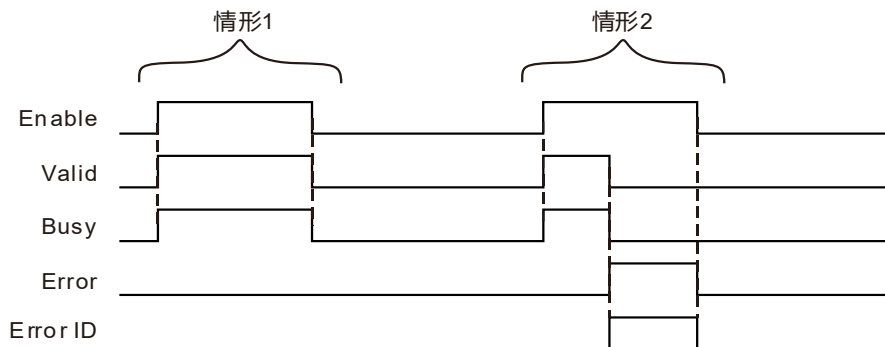 情形1
情形2
Enable
Valid
Busy
Error
Error ID